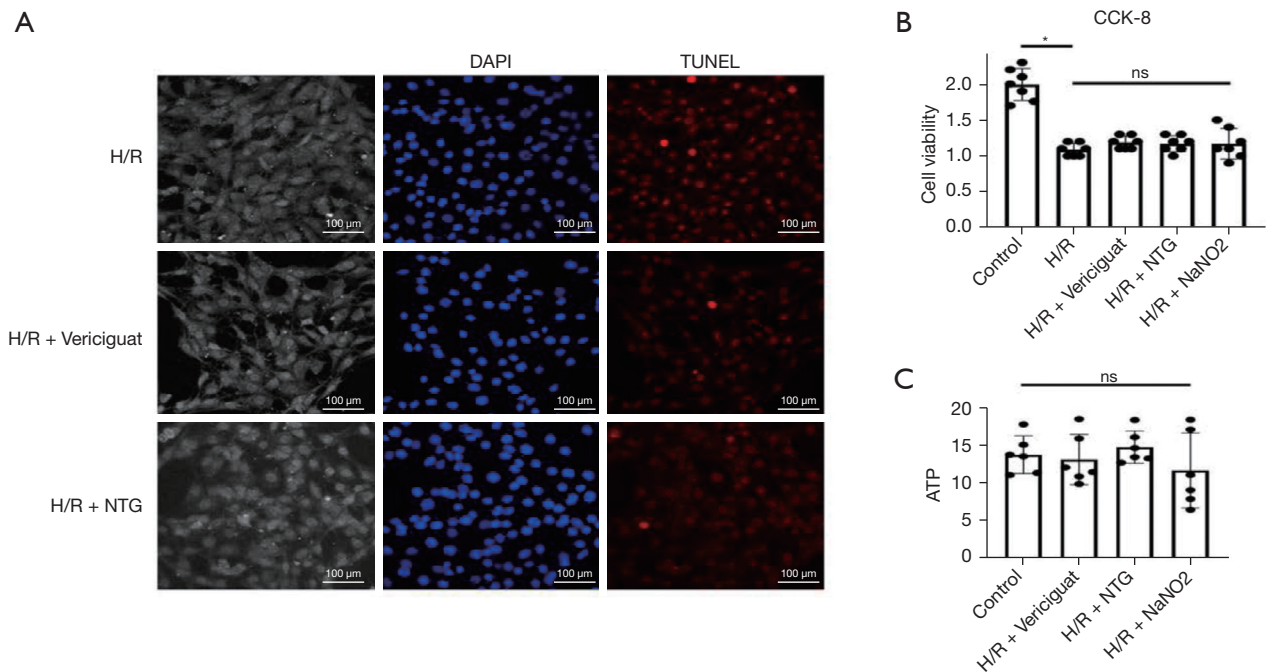 A
DAPI
TUNEL
H/R
100 µm
100 µm
100 µm
H/R + Vericiguat
100 µm
100 µm
100 µm
H/R + NTG
100 µm
100 µm
100 µm
B
CCK-8
*
ns
Cell viability
2.0
1.5
1.0
0.5
0.0
Control
H/R
H/R + Vericiguat
H/R + NTG
H/R + NaNO2
C
ns
ATP
20
15
10
5
0
Control
H/R + Vericiguat
H/R + NTG
H/R + NaNO2